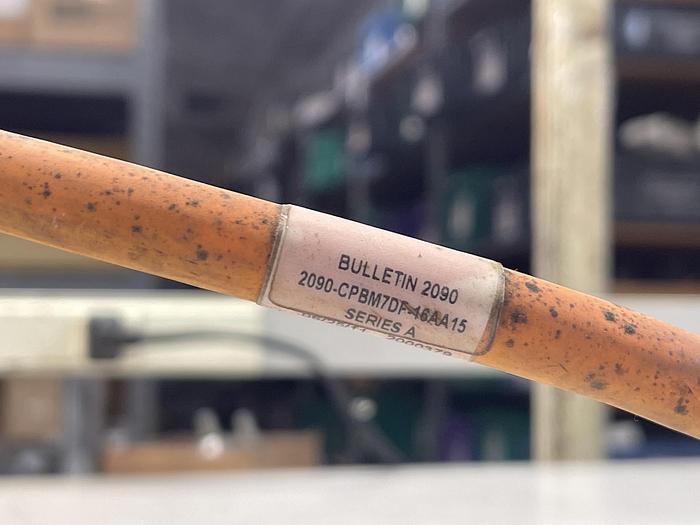 BULLETIN 2090
2090-CPBM7DF-16AA15
SERIES A